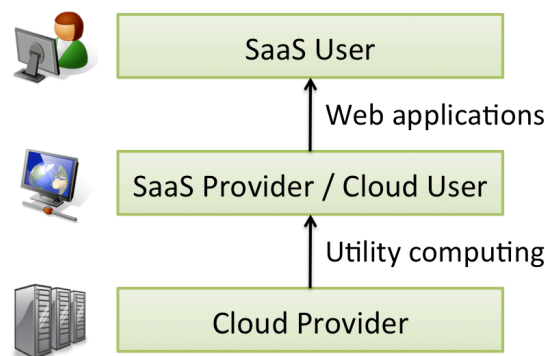 SaaS User
Web applications
SaaS Provider / Cloud User
Utility computing
Cloud Provider